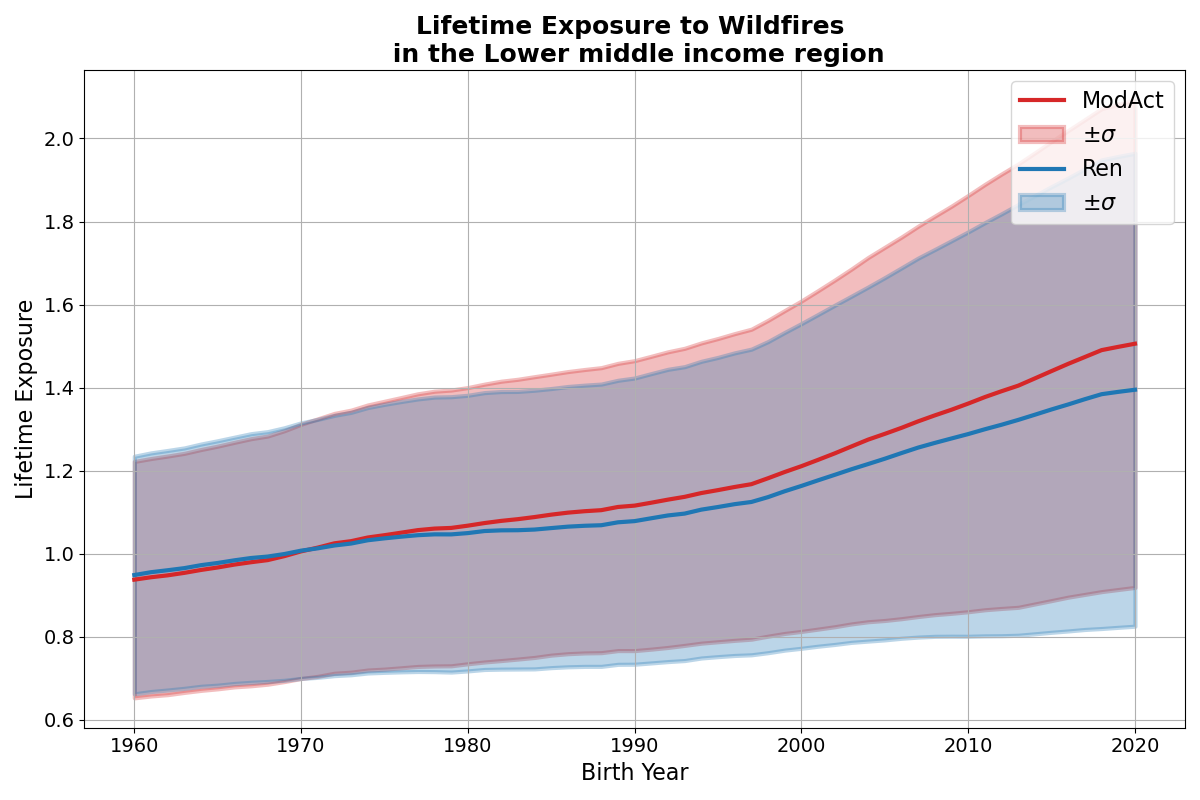 Lifetime Exposure to Wildfires
in the Lower middle income region
ModAct
±σ
Ren
±σ
Lifetime Exposure
2.0
1.8
1.6
1.4
1.2
1.0
0.8
0.6
1960 1970 1980 1990 2000 2010 2020
Birth Year